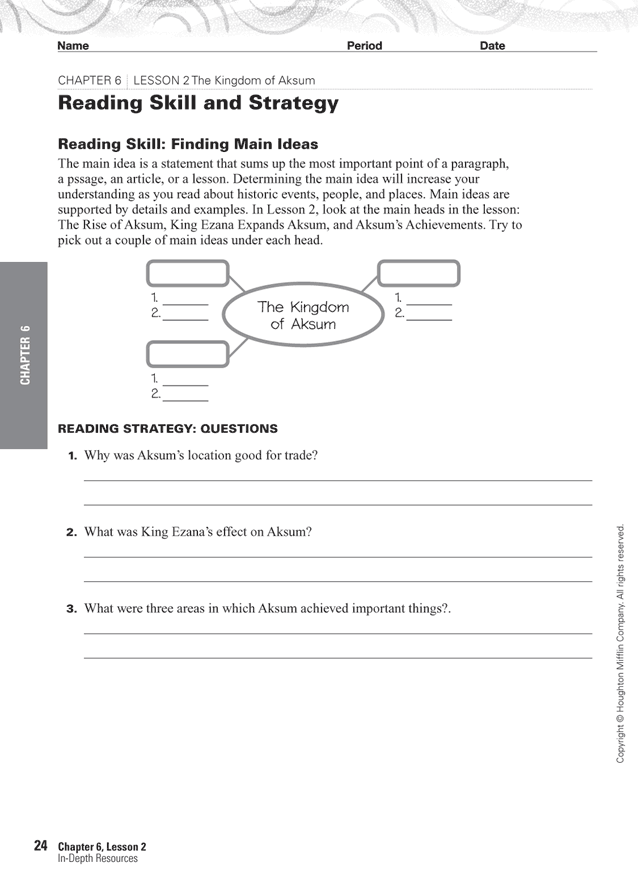 Name Period Date
CHAPTER 6 LESSON 2 The Kingdom of Aksum
Reading Skill and Strategy
Reading Skill: Finding Main Ideas
The main idea is a statement that sums up the most important point of a paragraph,
a pssage, an article, or a lesson. Determining the main idea will increase your
understanding as you read about historic events, people, and places. Main ideas are
supported by details and examples. In Lesson 2, look at the main heads in the lesson:
The Rise of Aksum, King Ezana Expands Aksum, and Aksum's Achievements. Try to
pick out a couple of main ideas under each head.
1.
2.
The Kingdom
of Aksum
1.
2.
1.
2.
CHAPTER 6
READING STRATEGY: QUESTIONS
1. Why was Aksum's location good for trade?
2. What was King Ezana's effect on Aksum?
3. What were three areas in which Aksum achieved important things?.
Copyright © Houghton Mifflin Company. All rights reserved.
24 Chapter 6, Lesson 2
In-Depth Resources